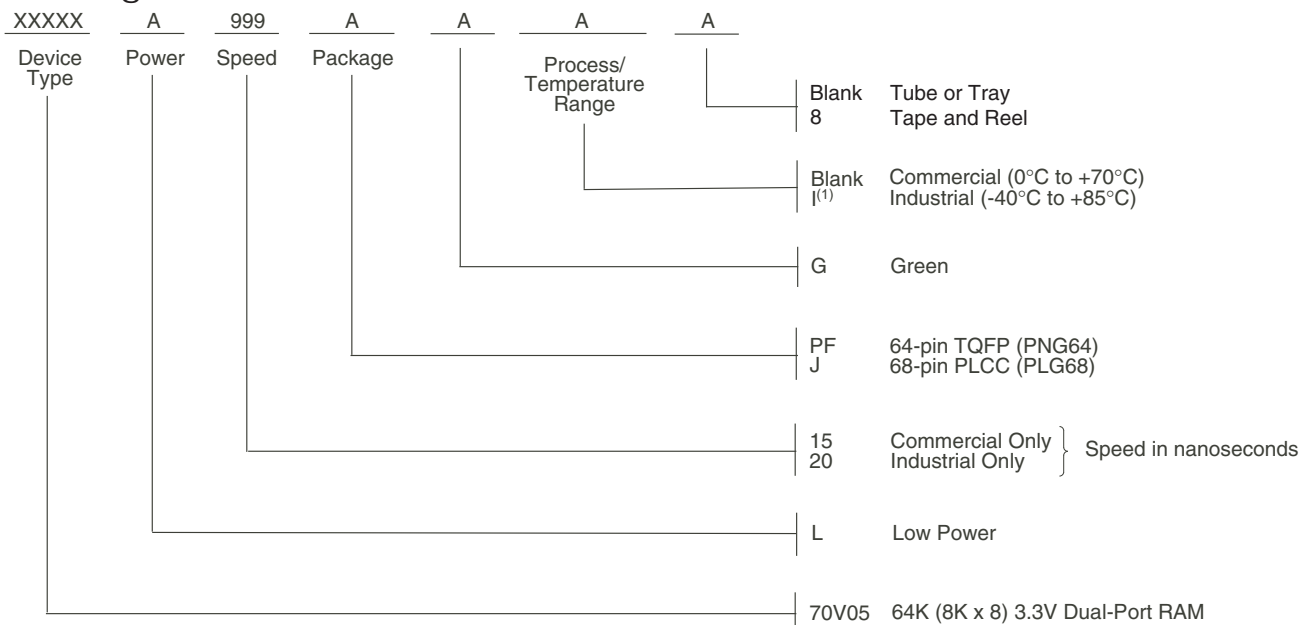 XXXXX A 999 A A A A
Device Type Power Speed Package Process/ Temperature Range
Blank Tube or Tray
8 Tape and Reel
Blank Commercial (0°C to +70°C)
I(1) Industrial (-40°C to +85°C)
G Green
PF 64-pin TQFP (PNG64)
J 68-pin PLCC (PLG68)
15 Commercial Only
20 Industrial Only
Speed in nanoseconds
L Low Power
70V05 64K (8K x 8) 3.3V Dual-Port RAM